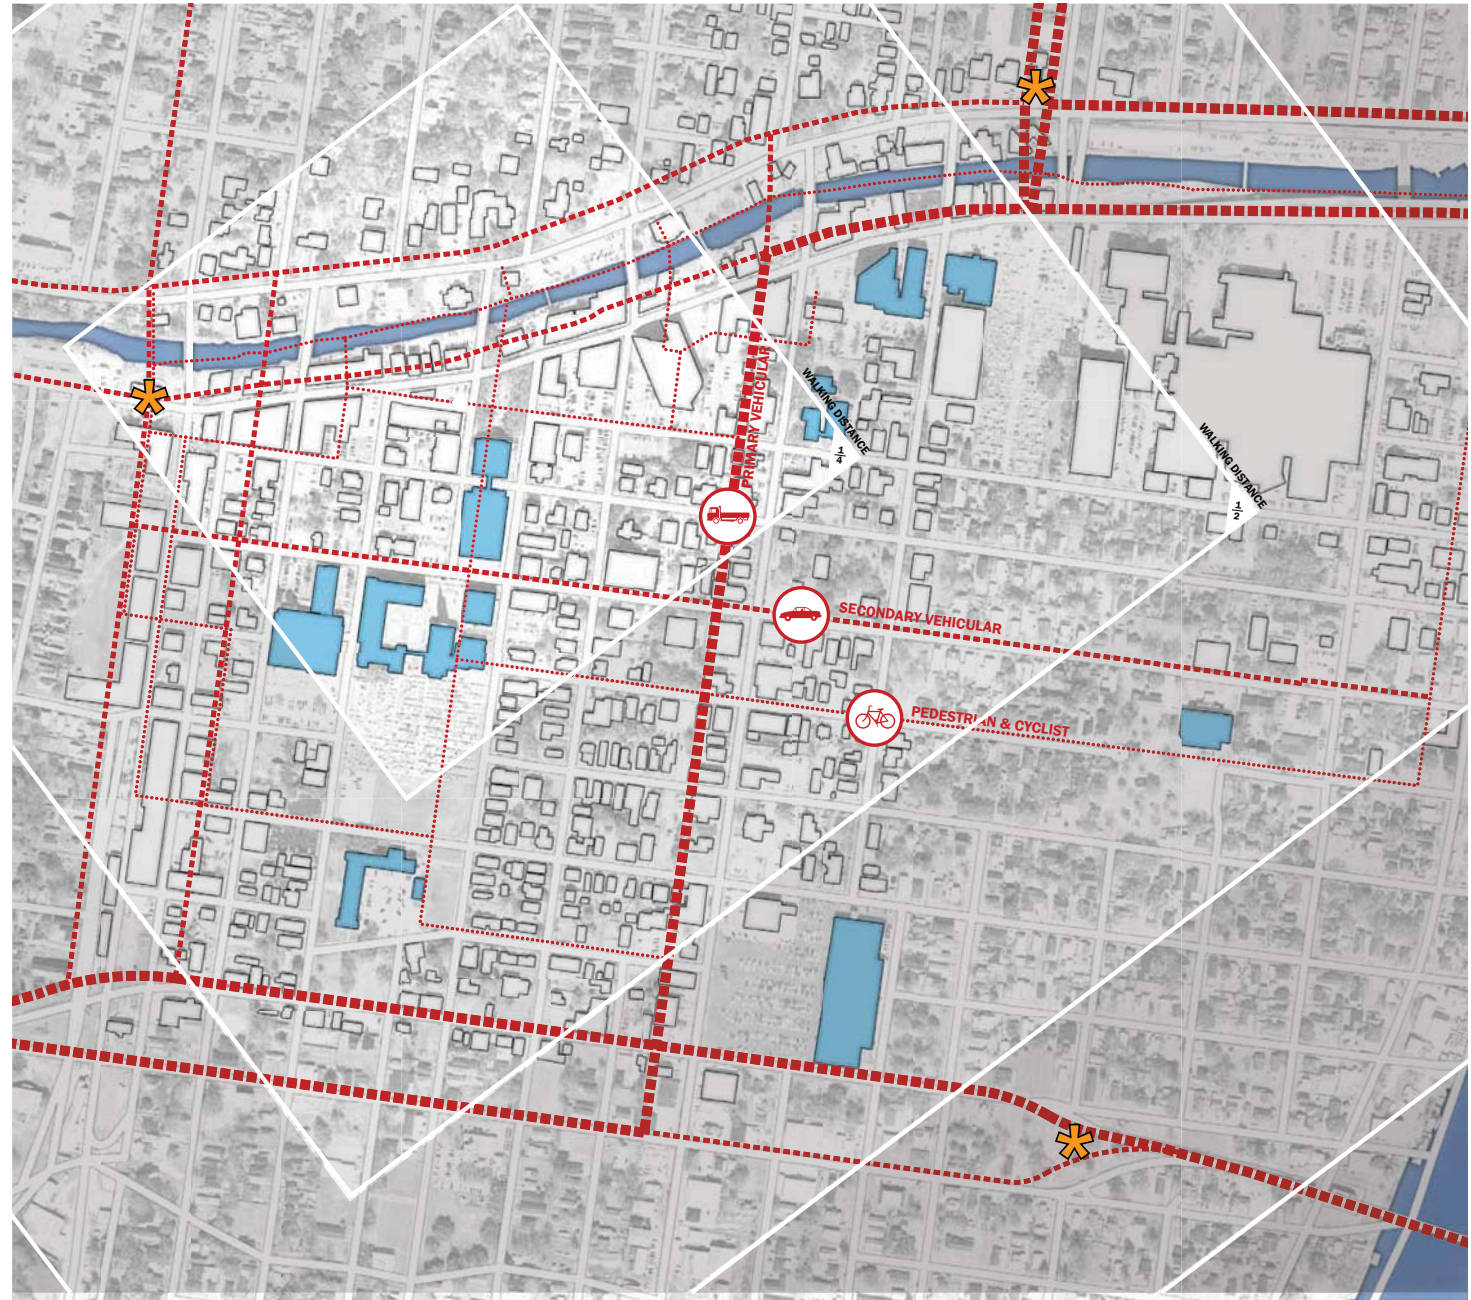 PRIMARY VEHICULAR
WALKING DISTANCE
1/4
WALKING DISTANCE
1/2
SECONDARY VEHICULAR
PEDESTRIAN & CYCLIST